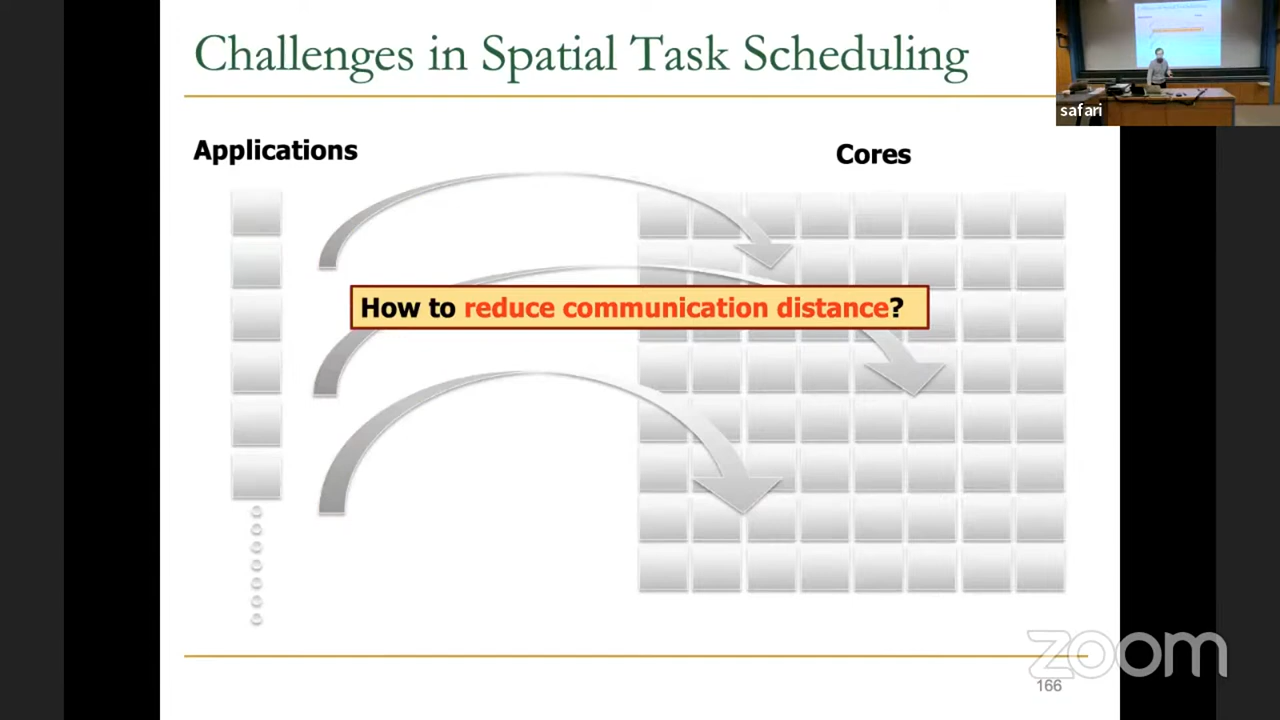 Challenges in Spatial Task Scheduling
safari
Applications
Cores
How to reduce communication distance?
zoom
166